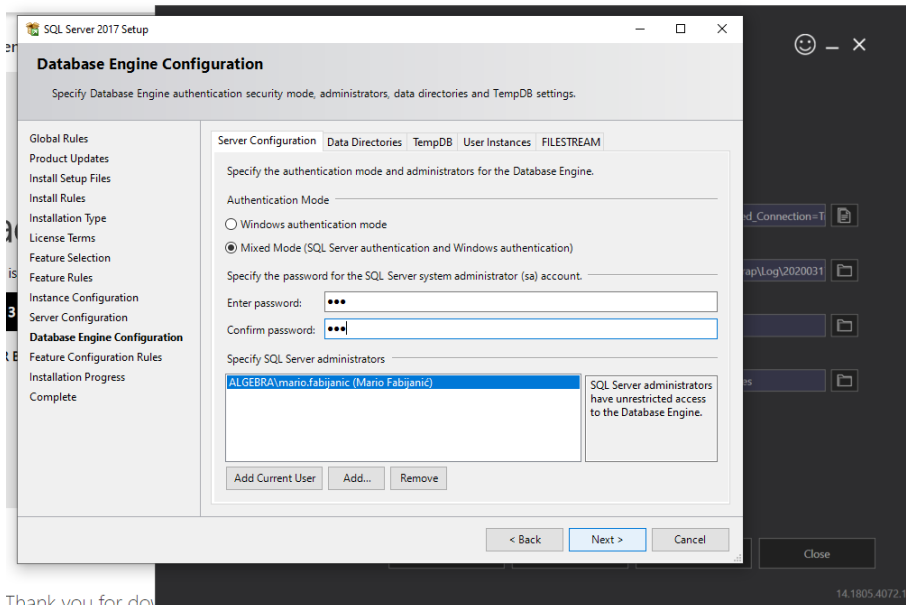 SQL Server 2017 Setup
Database Engine Configuration
Specify Database Engine authentication security mode, administrators, data directories and TempDB settings.
Global Rules
Product Updates
Install Setup Files
Install Rules
Installation Type
License Terms
Feature Selection
Feature Rules
Instance Configuration
Server Configuration
Database Engine Configuration
Feature Configuration Rules
Installation Progress
Complete
Server Configuration Data Directories TempDB User Instances FILESTREAM
Specify the authentication mode and administrators for the Database Engine.
Authentication Mode
Windows authentication mode
Mixed Mode (SQL Server authentication and Windows authentication)
Specify the password for the SQL Server system administrator (sa) account.
Enter password: •••
Confirm password: •••
Specify SQL Server administrators
ALGEBRA\mario.fabijanic (Mario Fabijanić)
SQL Server administrators
have unrestricted access
to the Database Engine.
Add Current User Add... Remove
< Back Next > Cancel
ed_Connection=T
rap\Log\2020031
es
Close
14.1805.4072.1
Thank you for dow